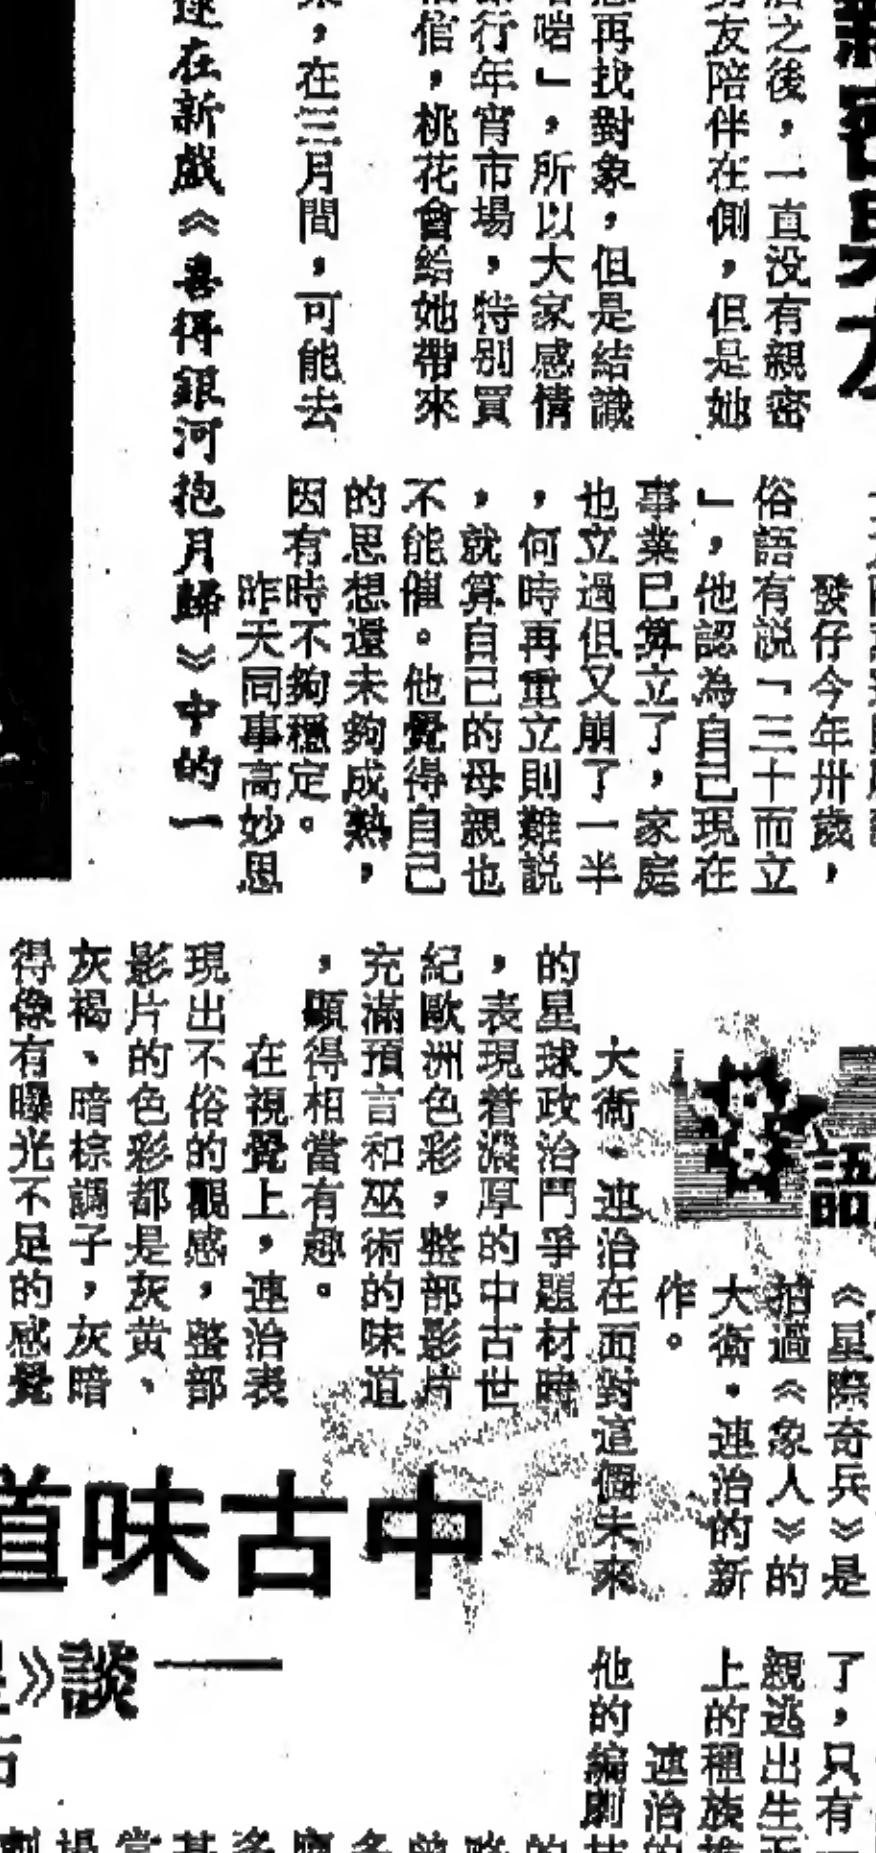 之後，一直没有親密
友陪伴在側，但是她
再找對象，但是結識
啱」，所以大家感情
行年宵市場，特別買
信，桃花會給她帶來
，在三月間，可能去
在新戲《喜得銀河抱月歸》中的一
發仔今年卅歲，
俗語有説「三十而立
」，他認為自己現在
事業已算立了，家庭
也立過但又崩了一半
，何時再重立則難説
，就算自己的母親也
不能催。他覺得自己
的思想還未夠成熟，
因有時不夠穩定。
昨天同事高妙思
語
《星際奇兵》是
拍過《象人》的
大衞・連治的新
作。
大衞・連治在面對這個未來
的星球政治鬥爭題材時
，表現着濃厚的中古世
紀歐洲色彩，整部影片
充滿預言和巫術的味道
，顯得相當有趣。
在視覺上，連治表
現出不俗的觀感，整部
影片的色彩都是灰黄、
灰褐、暗棕調子，灰暗
得像有曝光不足的感覺
中古味道
一談《
了，只有
親逃出生
上的種族
連治的
他的編劇